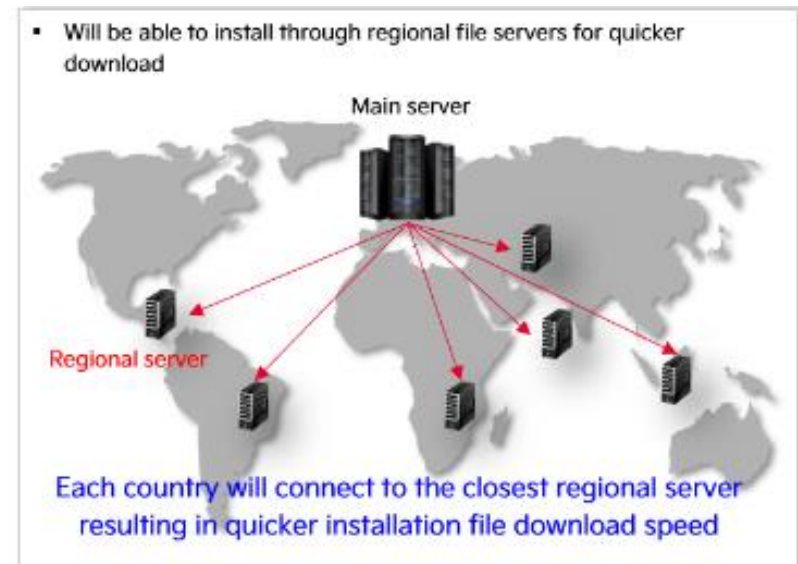 ▪ Will be able to install through regional file servers for quicker
download
Main server
Regional server
Each country will connect to the closest regional server
resulting in quicker installation file download speed